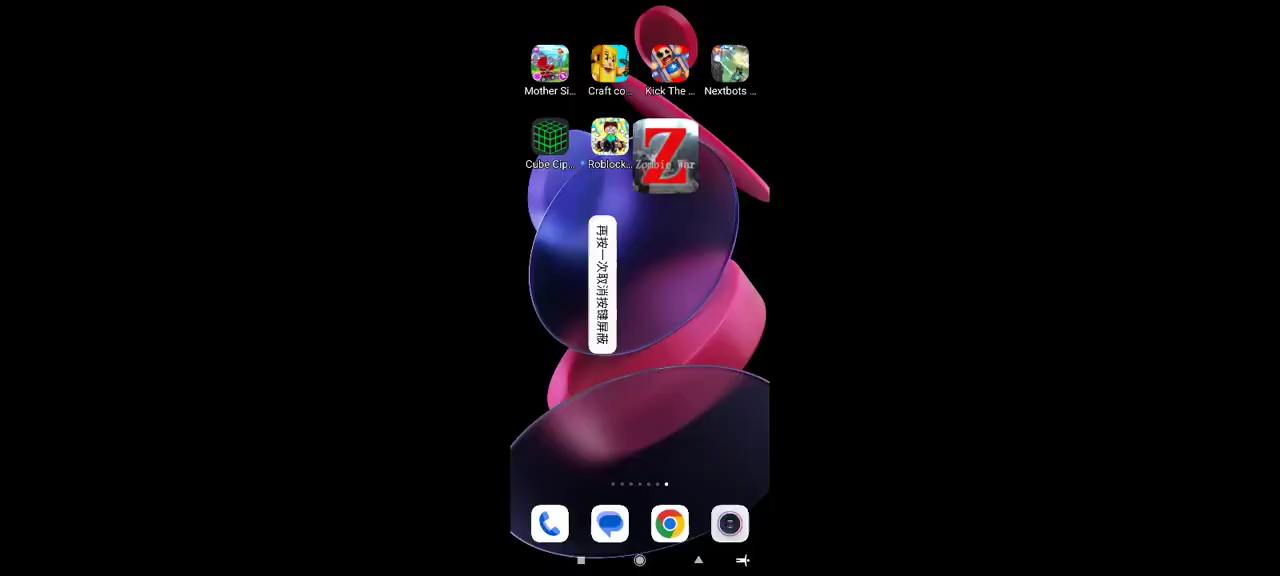 Mother Si...
Craft co...
Kick The ...
Nextbots ...
Cube Cip...
Roblock...
Z
Zombie War
再按一次取消按键屏蔽